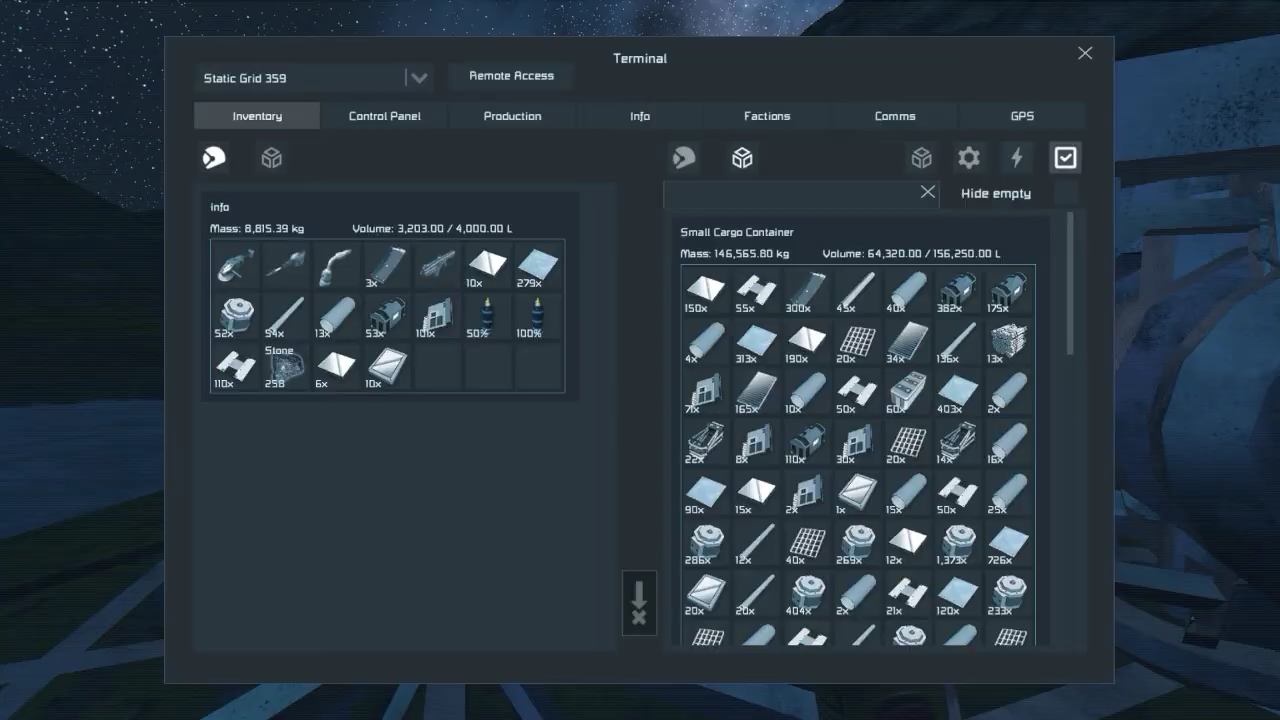 Terminal
Static Grid 359
Remote Access
Inventory
Control Panel
Production
Info
Factions
Comms
GPS
Hide empty
info
Mass: 8,815.39 kg Volume: 3,203.00 / 4,000.00 L
3x 10x 279x
52x 54x 13x 53x 101x 50% 100%
Stone
110x 258 6x 10x
Small Cargo Container
Mass: 146,565.80 kg Volume: 64,320.00 / 156,250.00 L
150x 55x 300x 45x 40x 382x 175x
4x 313x 190x 20x 34x 136x 13x
71x 165x 10x 50x 60x 403x 2x
22x 8x 110x 30x 20x 14x 16x
90x 15x 2x 1x 15x 50x 25x
286x 12x 40x 269x 12x 1,373x 726x
20x 20x 404x 2x 21x 120x 233x